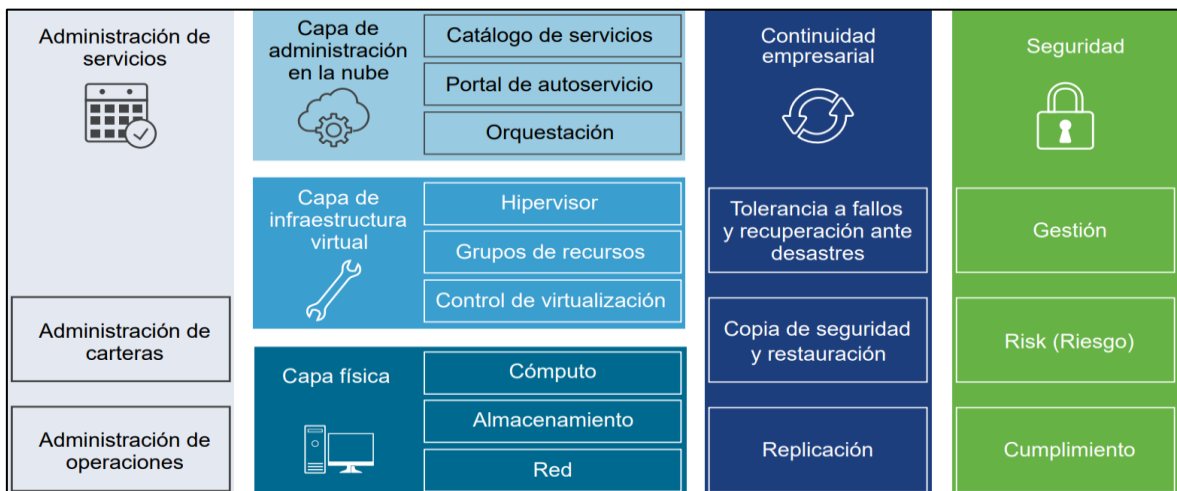 Administración de
servicios
Administración de
carteras
Administración de
operaciones
Capa de
administración
en la nube
Catálogo de servicios
Portal de autoservicio
Orquestación
Capa de
infraestructura
virtual
Hipervisor
Grupos de recursos
Control de virtualización
Capa física
Cómputo
Almacenamiento
Red
Continuidad
empresarial
Tolerancia a fallos
y recuperación ante
desastres
Copia de seguridad
y restauración
Replicación
Seguridad
Gestión
Risk (Riesgo)
Cumplimiento